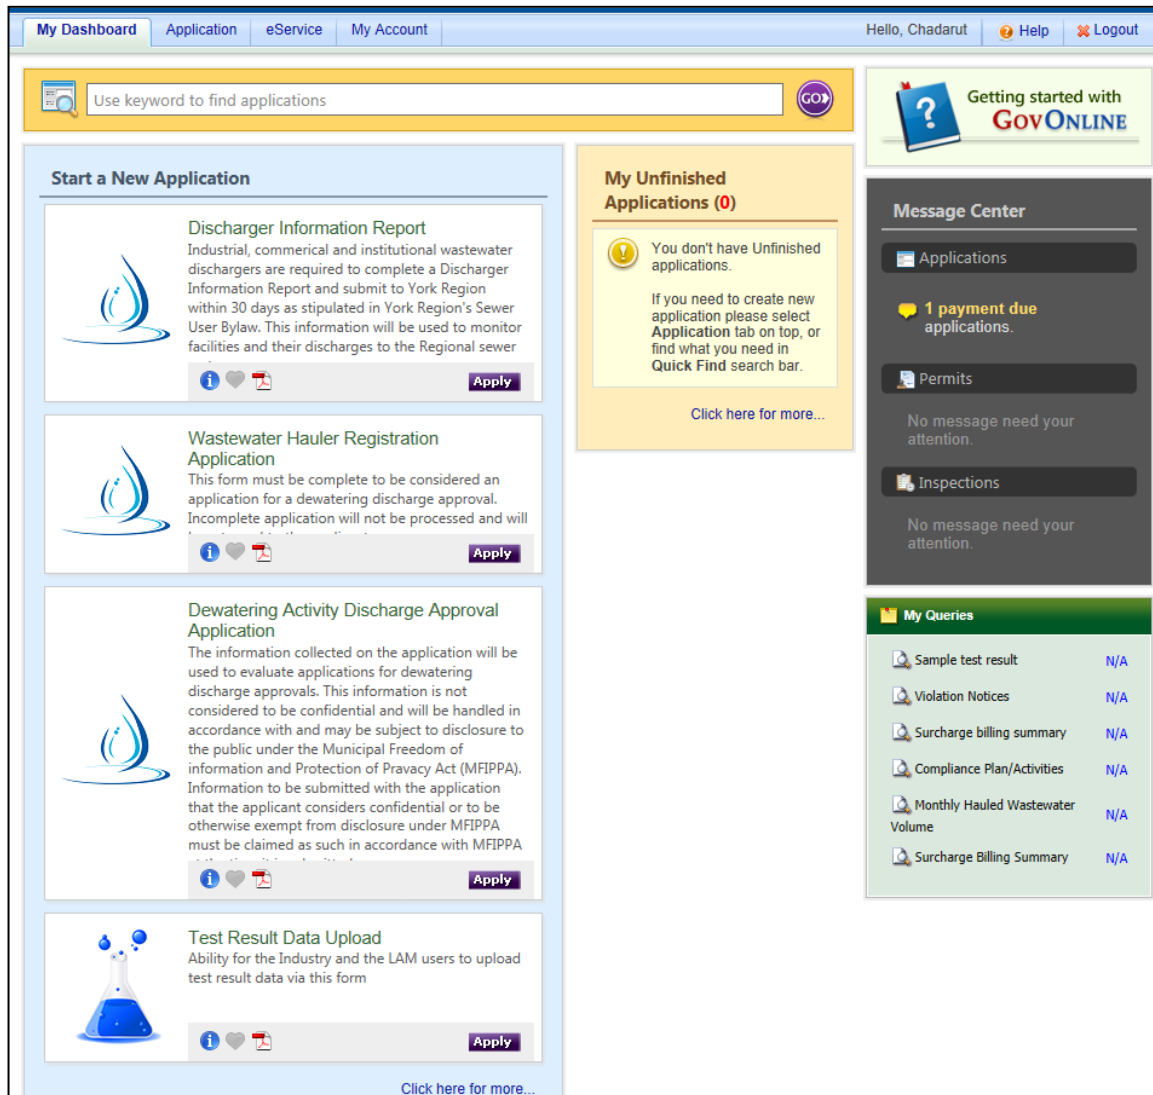 My Dashboard
Application
eService
My Account
Hello, Chadarut
Help
Logout
Use keyword to find applications
GO
Getting started with
GOVONLINE
Start a New Application
Discharger Information Report
Industrial, commerical and institutional wastewater
dischargers are required to complete a Discharger
Information Report and submit to York Region
within 30 days as stipulated in York Region's Sewer
User Bylaw. This information will be used to monitor
facilities and their discharges to the Regional sewer
Apply
Wastewater Hauler Registration
Application
This form must be complete to be considered an
application for a dewatering discharge approval.
Incomplete application will not be processed and will
Apply
Dewatering Activity Discharge Approval
Application
The information collected on the application will be
used to evaluate applications for dewatering
discharge approvals. This information is not
considered to be confidential and will be handled in
accordance with and may be subject to disclosure to
the public under the Municipal Freedom of
information and Protection of Pravacy Act (MFIPPA).
Information to be submitted with the application
that the applicant considers confidential or to be
otherwise exempt from disclosure under MFIPPA
must be claimed as such in accordance with MFIPPA
Apply
Test Result Data Upload
Ability for the Industry and the LAM users to upload
test result data via this form
Apply
Click here for more...
My Unfinished
Applications (0)
You don't have Unfinished
applications.
If you need to create new
application please select
Application tab on top, or
find what you need in
Quick Find search bar.
Click here for more...
Message Center
Applications
1 payment due
applications.
Permits
No message need your
attention.
Inspections
No message need your
attention.
My Queries
Sample test result N/A
Violation Notices N/A
Surcharge billing summary N/A
Compliance Plan/Activities N/A
Monthly Hauled Wastewater
Volume N/A
Surcharge Billing Summary N/A